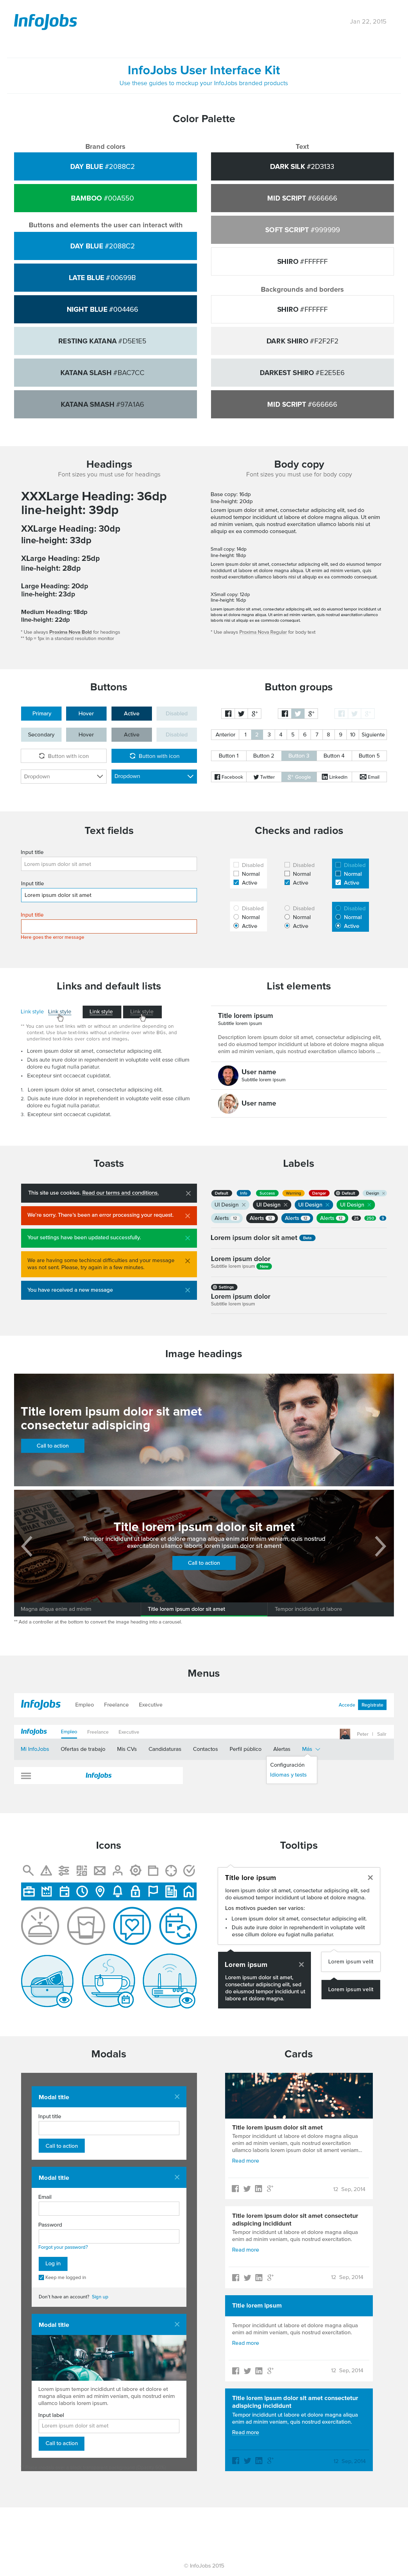 InfoJobs
Jan 22, 2015
InfoJobs User Interface Kit
Use these guides to mockup your InfoJobs branded products
Color Palette
Brand colors
DAY BLUE #2088C2
BAMBOO #00A550
Buttons and elements the user can interact with
DAY BLUE #2088C2
LATE BLUE #00699B
NIGHT BLUE #004466
RESTING KATANA #D5E1E5
KATANA SLASH #BAC7CC
KATANA SMASH #97A1A6
Text
DARK SILK #2D3133
MID SCRIPT #666666
SOFT SCRIPT #999999
SHIRO #FFFFFF
Backgrounds and borders
SHIRO #FFFFFF
DARK SHIRO #F2F2F2
DARKEST SHIRO #E2E5E6
MID SCRIPT #666666
Headings
Font sizes you must use for headings
XXXLarge Heading: 36dp
line-height: 39dp
XXLarge Heading: 30dp
line-height: 33dp
XLarge Heading: 25dp
line-height: 28dp
Large Heading: 20dp
line-height: 23dp
Medium Heading: 18dp
line-height: 22dp
* Use always Proxima Nova Bold for headings
** 1dp = 1px in a standard resolution monitor
Body copy
Font sizes you must use for body copy
Base copy: 16dp
line-height: 20dp
Lorem ipsum dolor sit amet, consectetur adipiscing elit, sed do
eiusmod tempor incididunt ut labore et dolore magna aliqua. Ut enim
ad minim veniam, quis nostrud exercitation ullamco laboris nisi ut
aliquip ex ea commodo consequat.
Small copy: 14dp
line-height: 18dp
Lorem ipsum dolor sit amet, consectetur adipiscing elit, sed do eiusmod tempor
incididunt ut labore et dolore magna aliqua. Ut enim ad minim veniam, quis nostrud
exercitation ullamco laboris nisi ut aliquip ex ea commodo consequat.
XSmall copy: 12dp
line-height: 16dp
Lorem ipsum dolor sit amet, consectetur adipiscing elit, sed do eiusmod tempor incididunt ut
labore et dolore magna aliqua. Ut enim ad minim veniam, quis nostrud exercitation ullamco
laboris nisi ut aliquip ex ea commodo consequat.
* Use always Proxima Nova Regular for body text
Buttons
Primary Hover Active Disabled
Secondary Hover Active Disabled
Button with icon Button with icon
Dropdown Dropdown
Button groups
Anterior 1 2 3 4 5 6 7 8 9 10 Siguiente
Button 1 Button 2 Button 3 Button 4 Button 5
Facebook Twitter Google Linkedin Email
Text fields
Input title
Lorem ipsum dolor sit amet
Input title
Lorem ipsum dolor sit amet
Input title
Here goes the error message
Checks and radios
Disabled Disabled Disabled
Normal Normal Normal
Active Active Active
Disabled Disabled Disabled
Normal Normal Normal
Active Active Active
Links and default lists
Link style Link style Link style Link style
** You can use text links with or without an underline depending on
context. Use blue text-links without underline over white BGs, and
underlined text-links over colors and images.
• Lorem ipsum dolor sit amet, consectetur adipiscing elit.
• Duis aute irure dolor in reprehenderit in voluptate velit esse cillum
dolore eu fugiat nulla pariatur.
• Excepteur sint occaecat cupidatat.
1. Lorem ipsum dolor sit amet, consectetur adipiscing elit.
2. Duis aute irure dolor in reprehenderit in voluptate velit esse cillum
dolore eu fugiat nulla pariatur.
3. Excepteur sint occaecat cupidatat.
List elements
Title lorem ipsum
Subtitle lorem ipsum
Description lorem ipsum dolor sit amet, consectetur adipiscing elit, sed
do eiusmod tempor incididunt ut labore et dolore magna aliqua. Ut enim
ad minim veniam, quis nostrud exercitation ullamco laboris ...
User name
Subtitle lorem ipsum
User name
Toasts
This site use cookies. Read our terms and conditions.
We're sorry. There's been an error processing your request.
Your settings have been updated successfully.
We are having some techincal difficulties and your message
was not sent. Please, try again in a few minutes.
You have received a new message
Labels
Default Info Success Warning Danger Default Design
UI Design UI Design UI Design UI Design
Alerts 12 Alerts 12 Alerts 12 Alerts 12
Lorem ipsum dolor sit amet Beta
Lorem ipsum dolor
Subtitle lorem ipsum New
Settings
Lorem ipsum dolor
Subtitle lorem ipsum
Image headings
Title lorem ipsum dolor sit amet
consectetur adipiscing
Call to action
Title lorem ipsum dolor sit amet
Tempor incididunt ut labore et dolore magna aliqua enim ad minim veniam, quis nostrud
exercitation ullamco laboris lorem ipsum dolor sit amet
Call to action
Magna aliqua enim ad minim Title lorem ipsum dolor sit amet Tempor incididunt ut labore
** Add a controller at the bottom to convert the image heading into a carousel.
Menus
InfoJobs Empleo Freelance Executive Accede Regístrate
InfoJobs Empleo Freelance Executive Peter | Salir
Mi InfoJobs Ofertas de trabajo Mis CVs Candidaturas Contactos Perfil público Alertas Más
Configuración
Idiomas y tests
InfoJobs
Icons
Tooltips
Title lore ipsum
lorem ipsum dolor sit amet, consectetur adipiscing elit, sed
do eiusmod tempor incididunt ut labore et dolore magna.
Los motivos pueden ser varios:
• Lorem ipsum dolor sit amet, consectetur adipiscing elit.
• Duis aute irure dolor in reprehenderit in voluptate velit
esse cillum dolore eu fugiat nulla pariatur.
Lorem ipsum
Lorem ipsum dolor sit amet,
consectetur adipiscing elit, sed
do eiusmod tempor incididunt ut
labore et dolore magna.
Lorem ipsum velit
Lorem ipsum velit
Modals
Modal title
Input title
Call to action
Modal title
Email
Password
Forgot your password?
Log in
Keep me logged in
Don't have an account? Sign up
Modal title
Lorem ipsum tempor incididunt ut labore et dolore et
magna aliqua enim ad minim veniam, quis nostrud enim
ullamco laboris lorem ipsum.
Input label
Lorem ipsum dolor sit amet
Call to action
Cards
Title lorem ipsum dolor sit amet
Tempor incididunt ut labore et dolore magna aliqua
enim ad minim veniam, quis nostrud exercitation
ullamco laboris lorem ipsum dolor sit ament veniam...
Read more
12 Sep, 2014
Title lorem ipsum dolor sit amet consectetur
adipiscing incididunt
Tempor incididunt ut labore et dolore magna aliqua
enim ad minim veniam, quis nostrud exercitation.
Read more
12 Sep, 2014
Title lorem ipsum
Tempor incididunt ut labore et dolore magna aliqua
enim ad minim veniam, quis nostrud exercitation.
Read more
12 Sep, 2014
Title lorem ipsum dolor sit amet consectetur
adipiscing incididunt
Tempor incididunt ut labore et dolore magna aliqua
enim ad minim veniam, quis nostrud exercitation.
Read more
12 Sep, 2014
© InfoJobs 2015